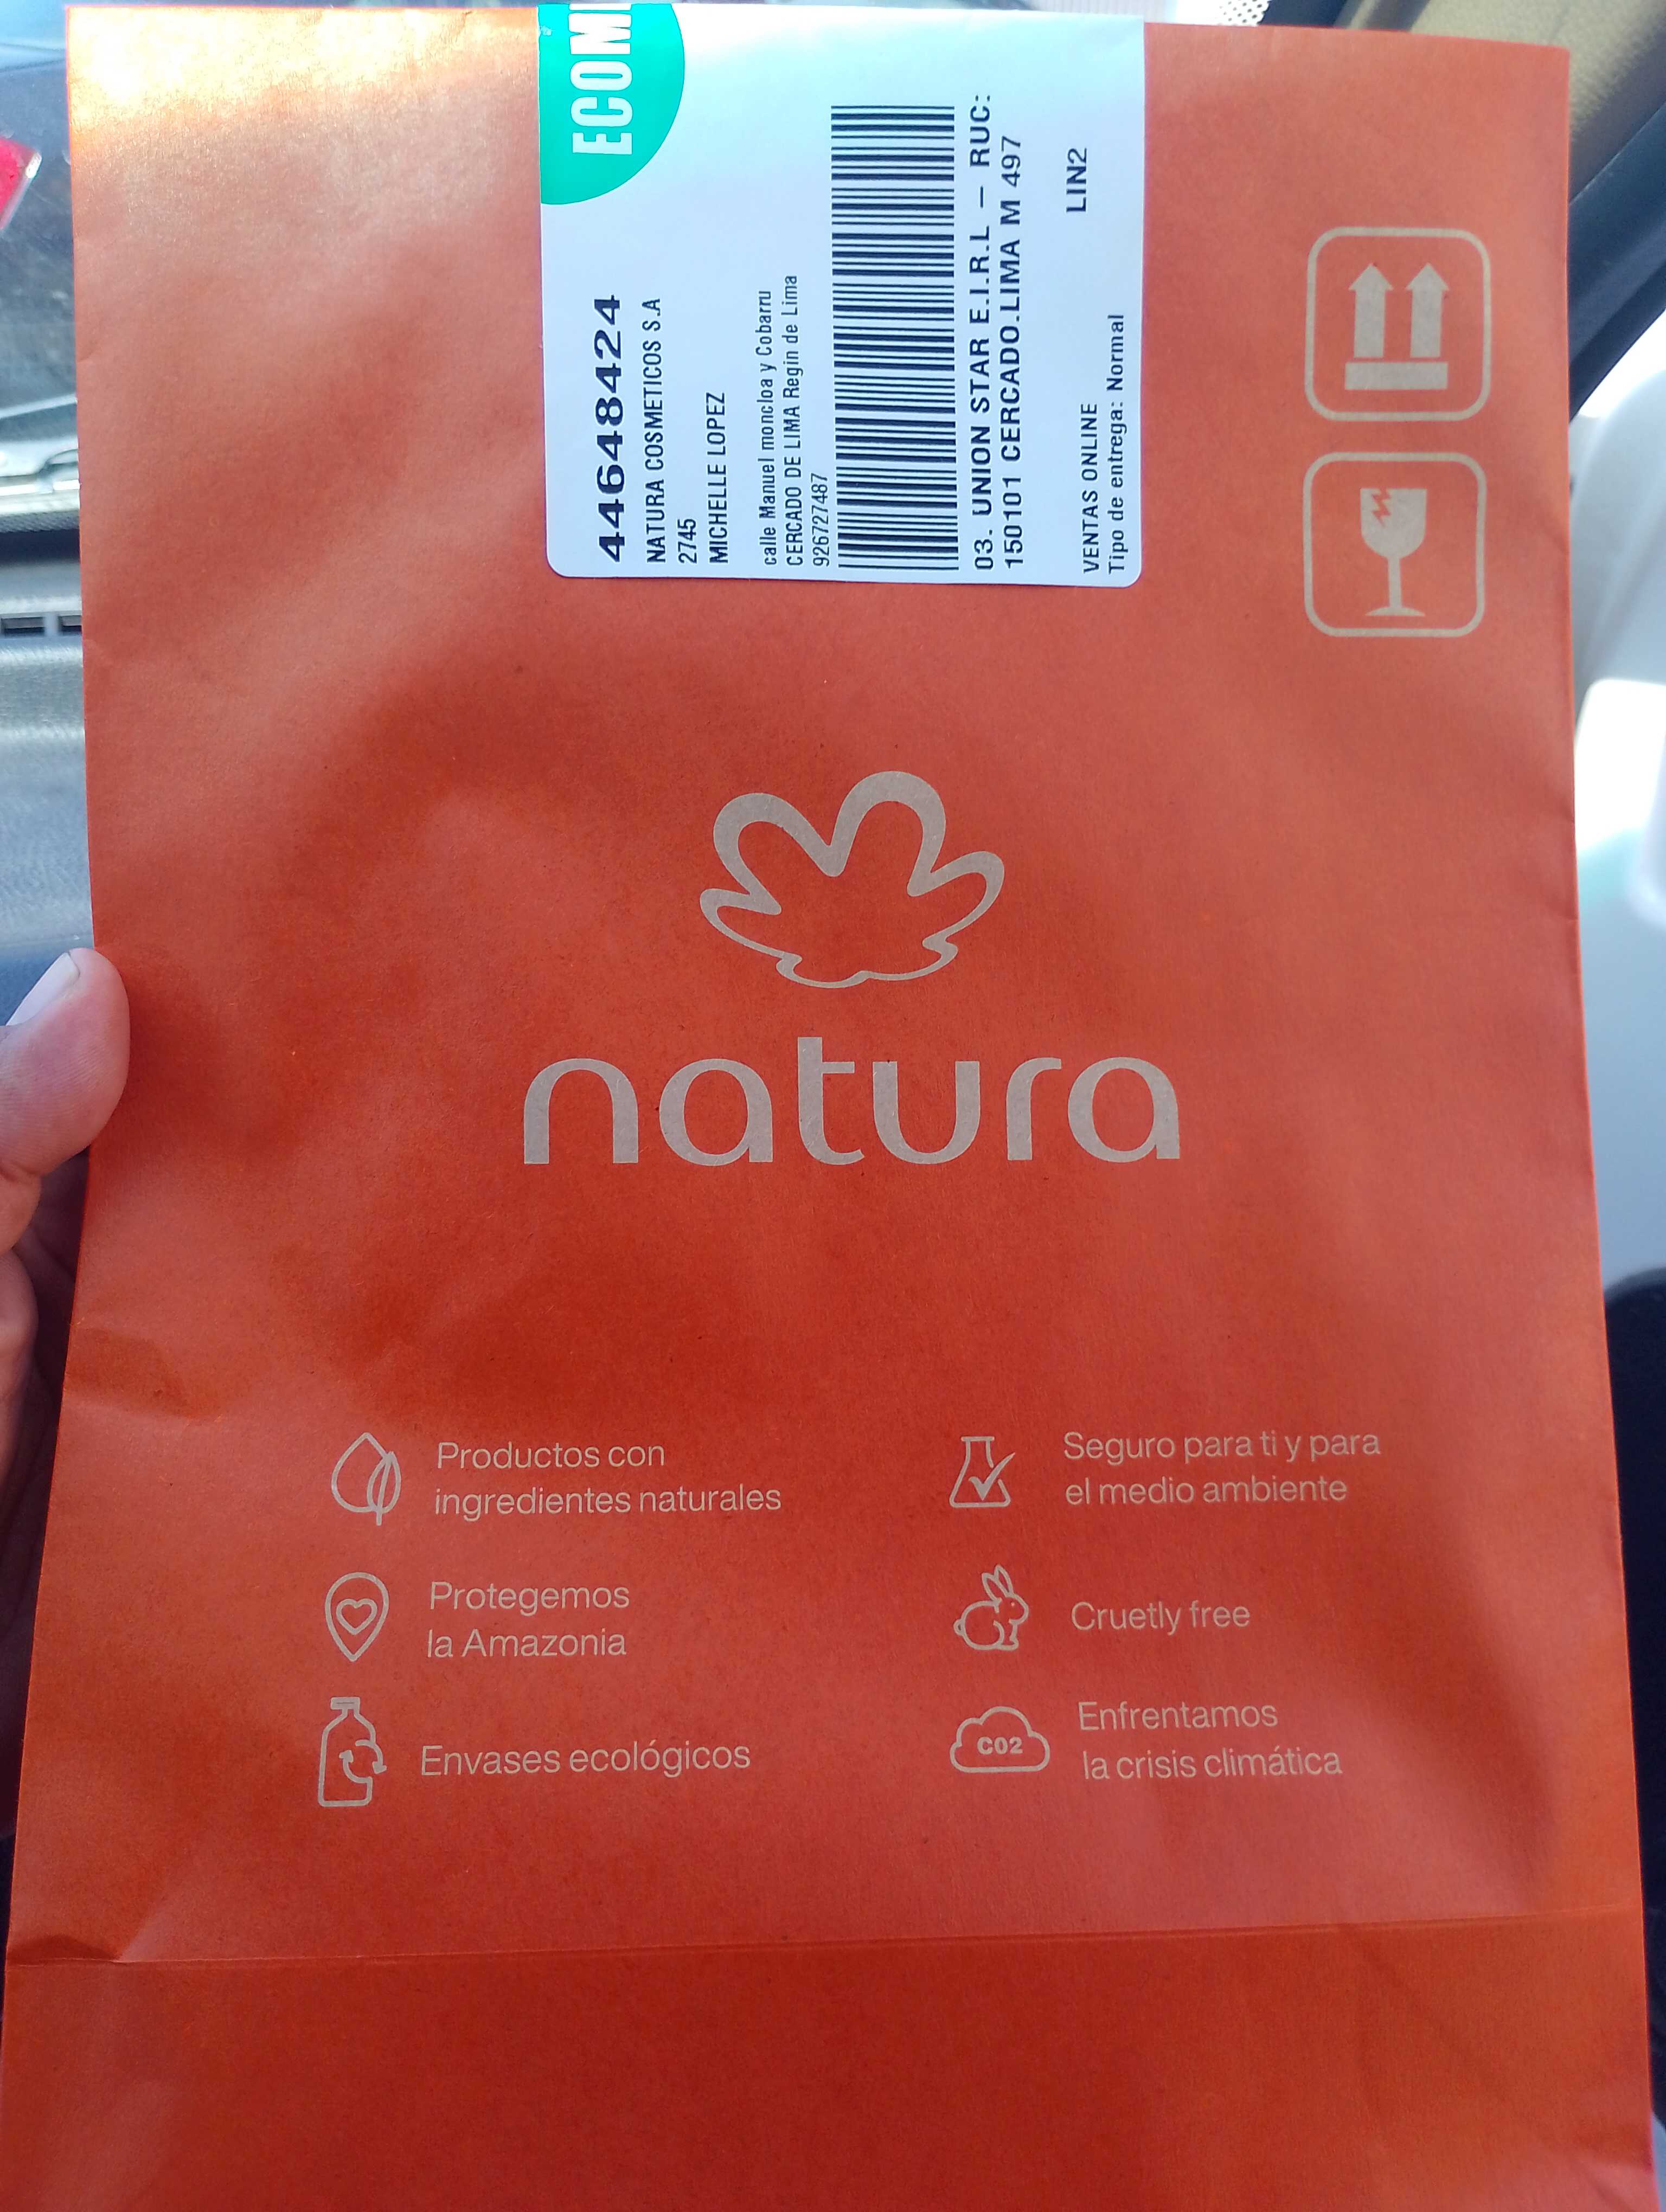 ECOM
44648424
NATURA COSMETICOS S.A
2745
MICHELLE LOPEZ
calle Manuel moncloa y Cobarru
CERCADO DE LIMA Regin de Lima
926727487
03. UNION STAR E.I.R.L – RUC:
150101 CERCADO.LIMA M 497
LIN2
VENTAS ONLINE
Tipo de entrega: Normal
natura
Productos con
ingredientes naturales
Seguro para ti y para
el medio ambiente
Protegemos
la Amazonia
Cruetly free
Envases ecológicos
CO2
Enfrentamos
la crisis climática